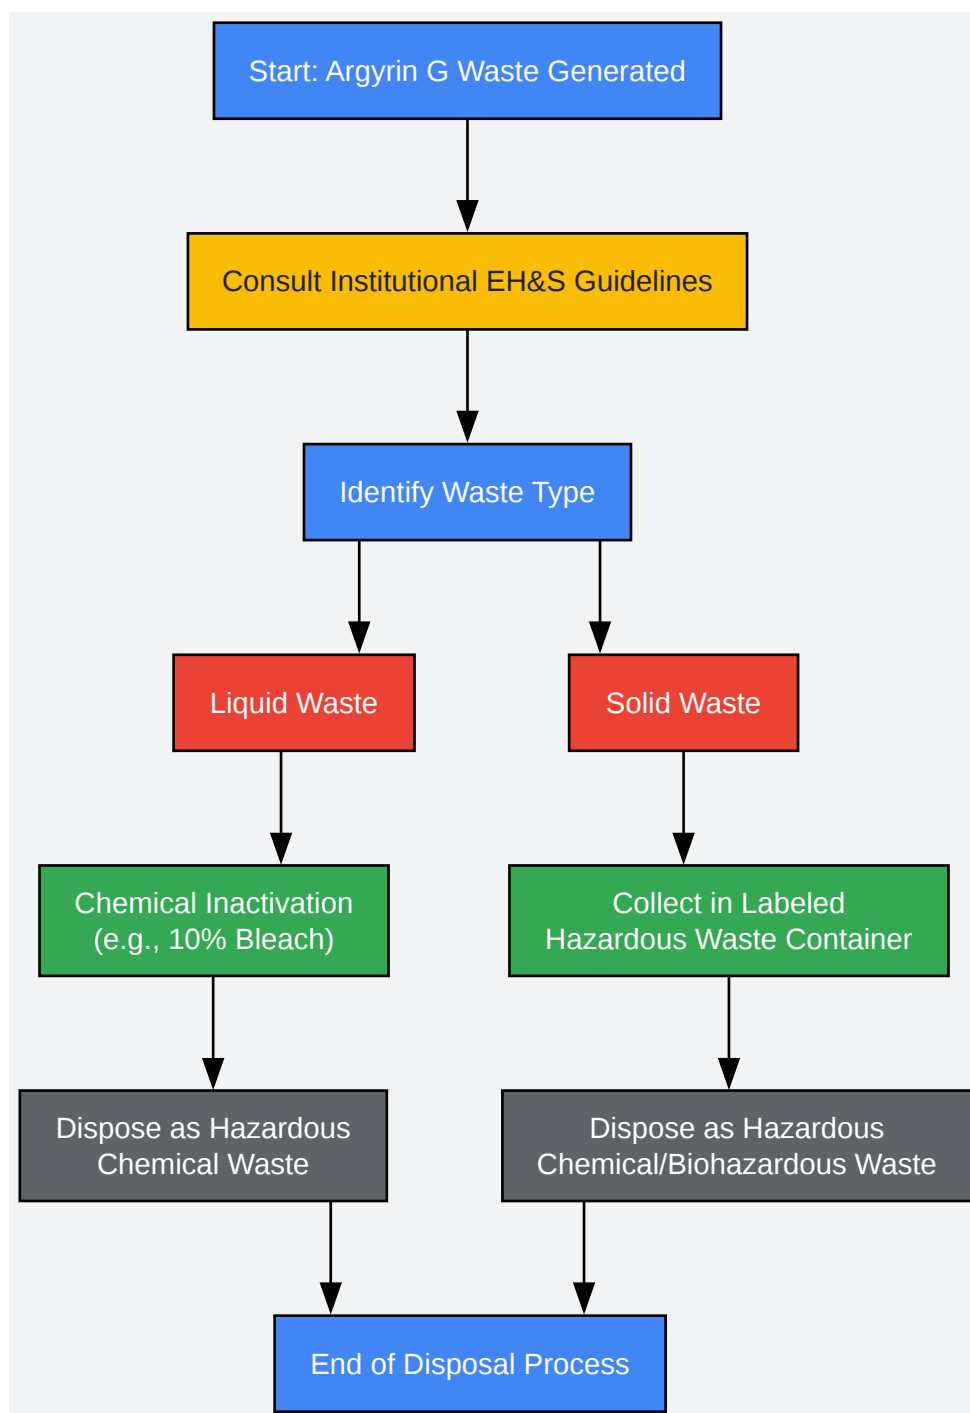 Start: Argyrin G Waste Generated
Consult Institutional EH&S Guidelines
Identify Waste Type
Liquid Waste
Solid Waste
Chemical Inactivation
(e.g., 10% Bleach)
Collect in Labeled
Hazardous Waste Container
Dispose as Hazardous
Chemical Waste
Dispose as Hazardous
Chemical/Biohazardous Waste
End of Disposal Process